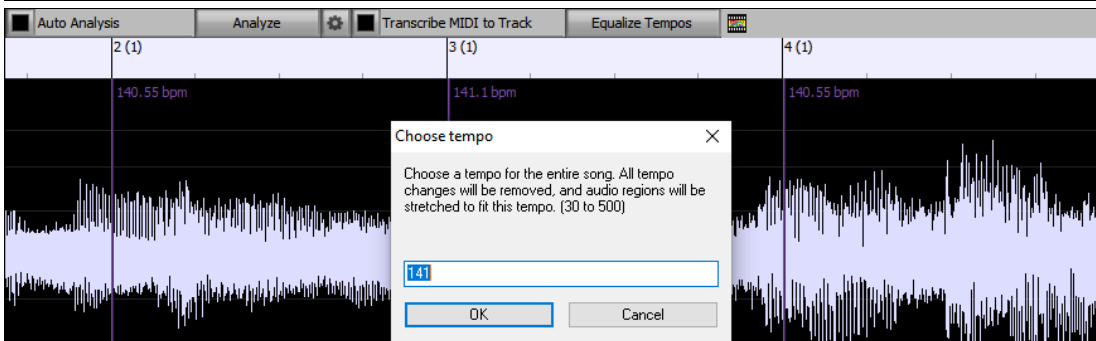 Auto Analysis Analyze Transcribe MIDI to Track Equalize Tempos
2 (1) 3 (1) 4 (1)
140.55 bpm 141.1 bpm 140.55 bpm
Choose tempo
Choose a tempo for the entire song. All tempo
changes will be removed, and audio regions will be
stretched to fit this tempo. (30 to 500)
141
OK Cancel